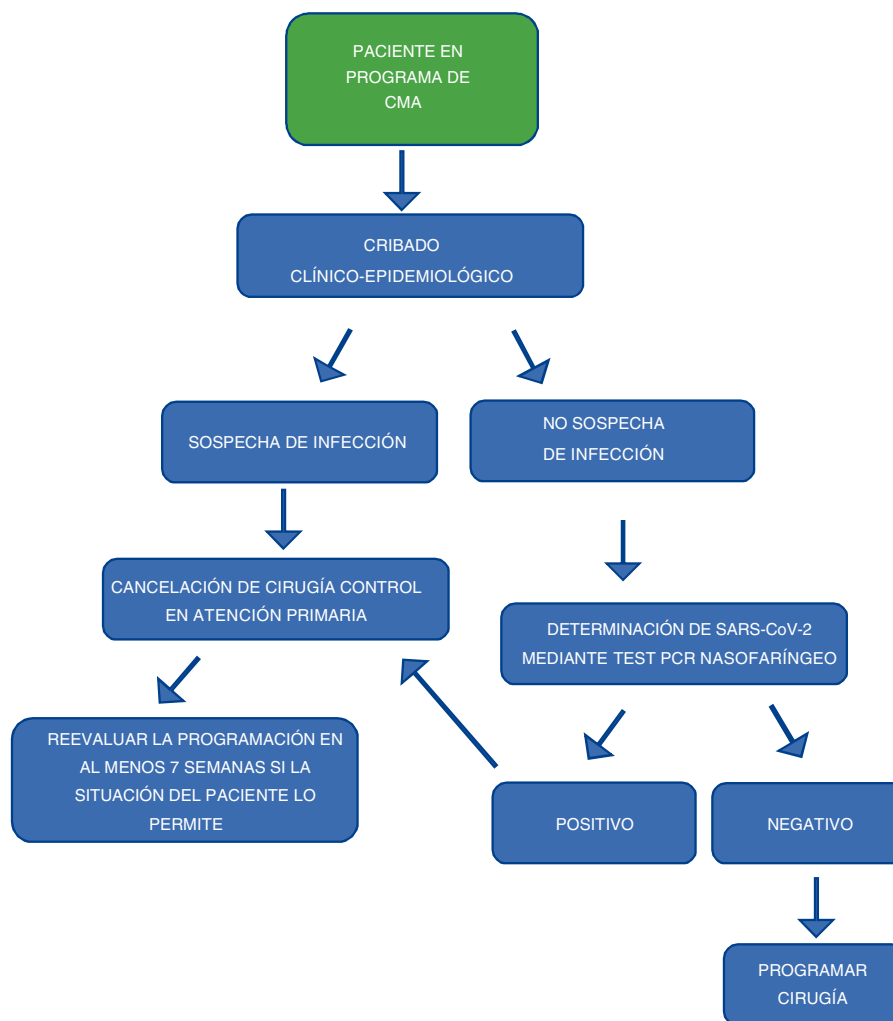 PACIENTE EN
PROGRAMA DE
CMA
CRIBADO
CLÍNICO-EPIDEMIOLÓGICO
SOSPECHA DE INFECCIÓN
NO SOSPECHA
DE INFECCIÓN
CANCELACIÓN DE CIRUGÍA CONTROL
EN ATENCIÓN PRIMARIA
DETERMINACIÓN DE SARS-CoV-2
MEDIANTE TEST PCR NASOFARÍNGEO
REEVALUAR LA PROGRAMACIÓN EN
AL MENOS 7 SEMANAS SI LA
SITUACIÓN DEL PACIENTE LO
PERMITE
POSITIVO
NEGATIVO
PROGRAMAR
CIRUGÍA